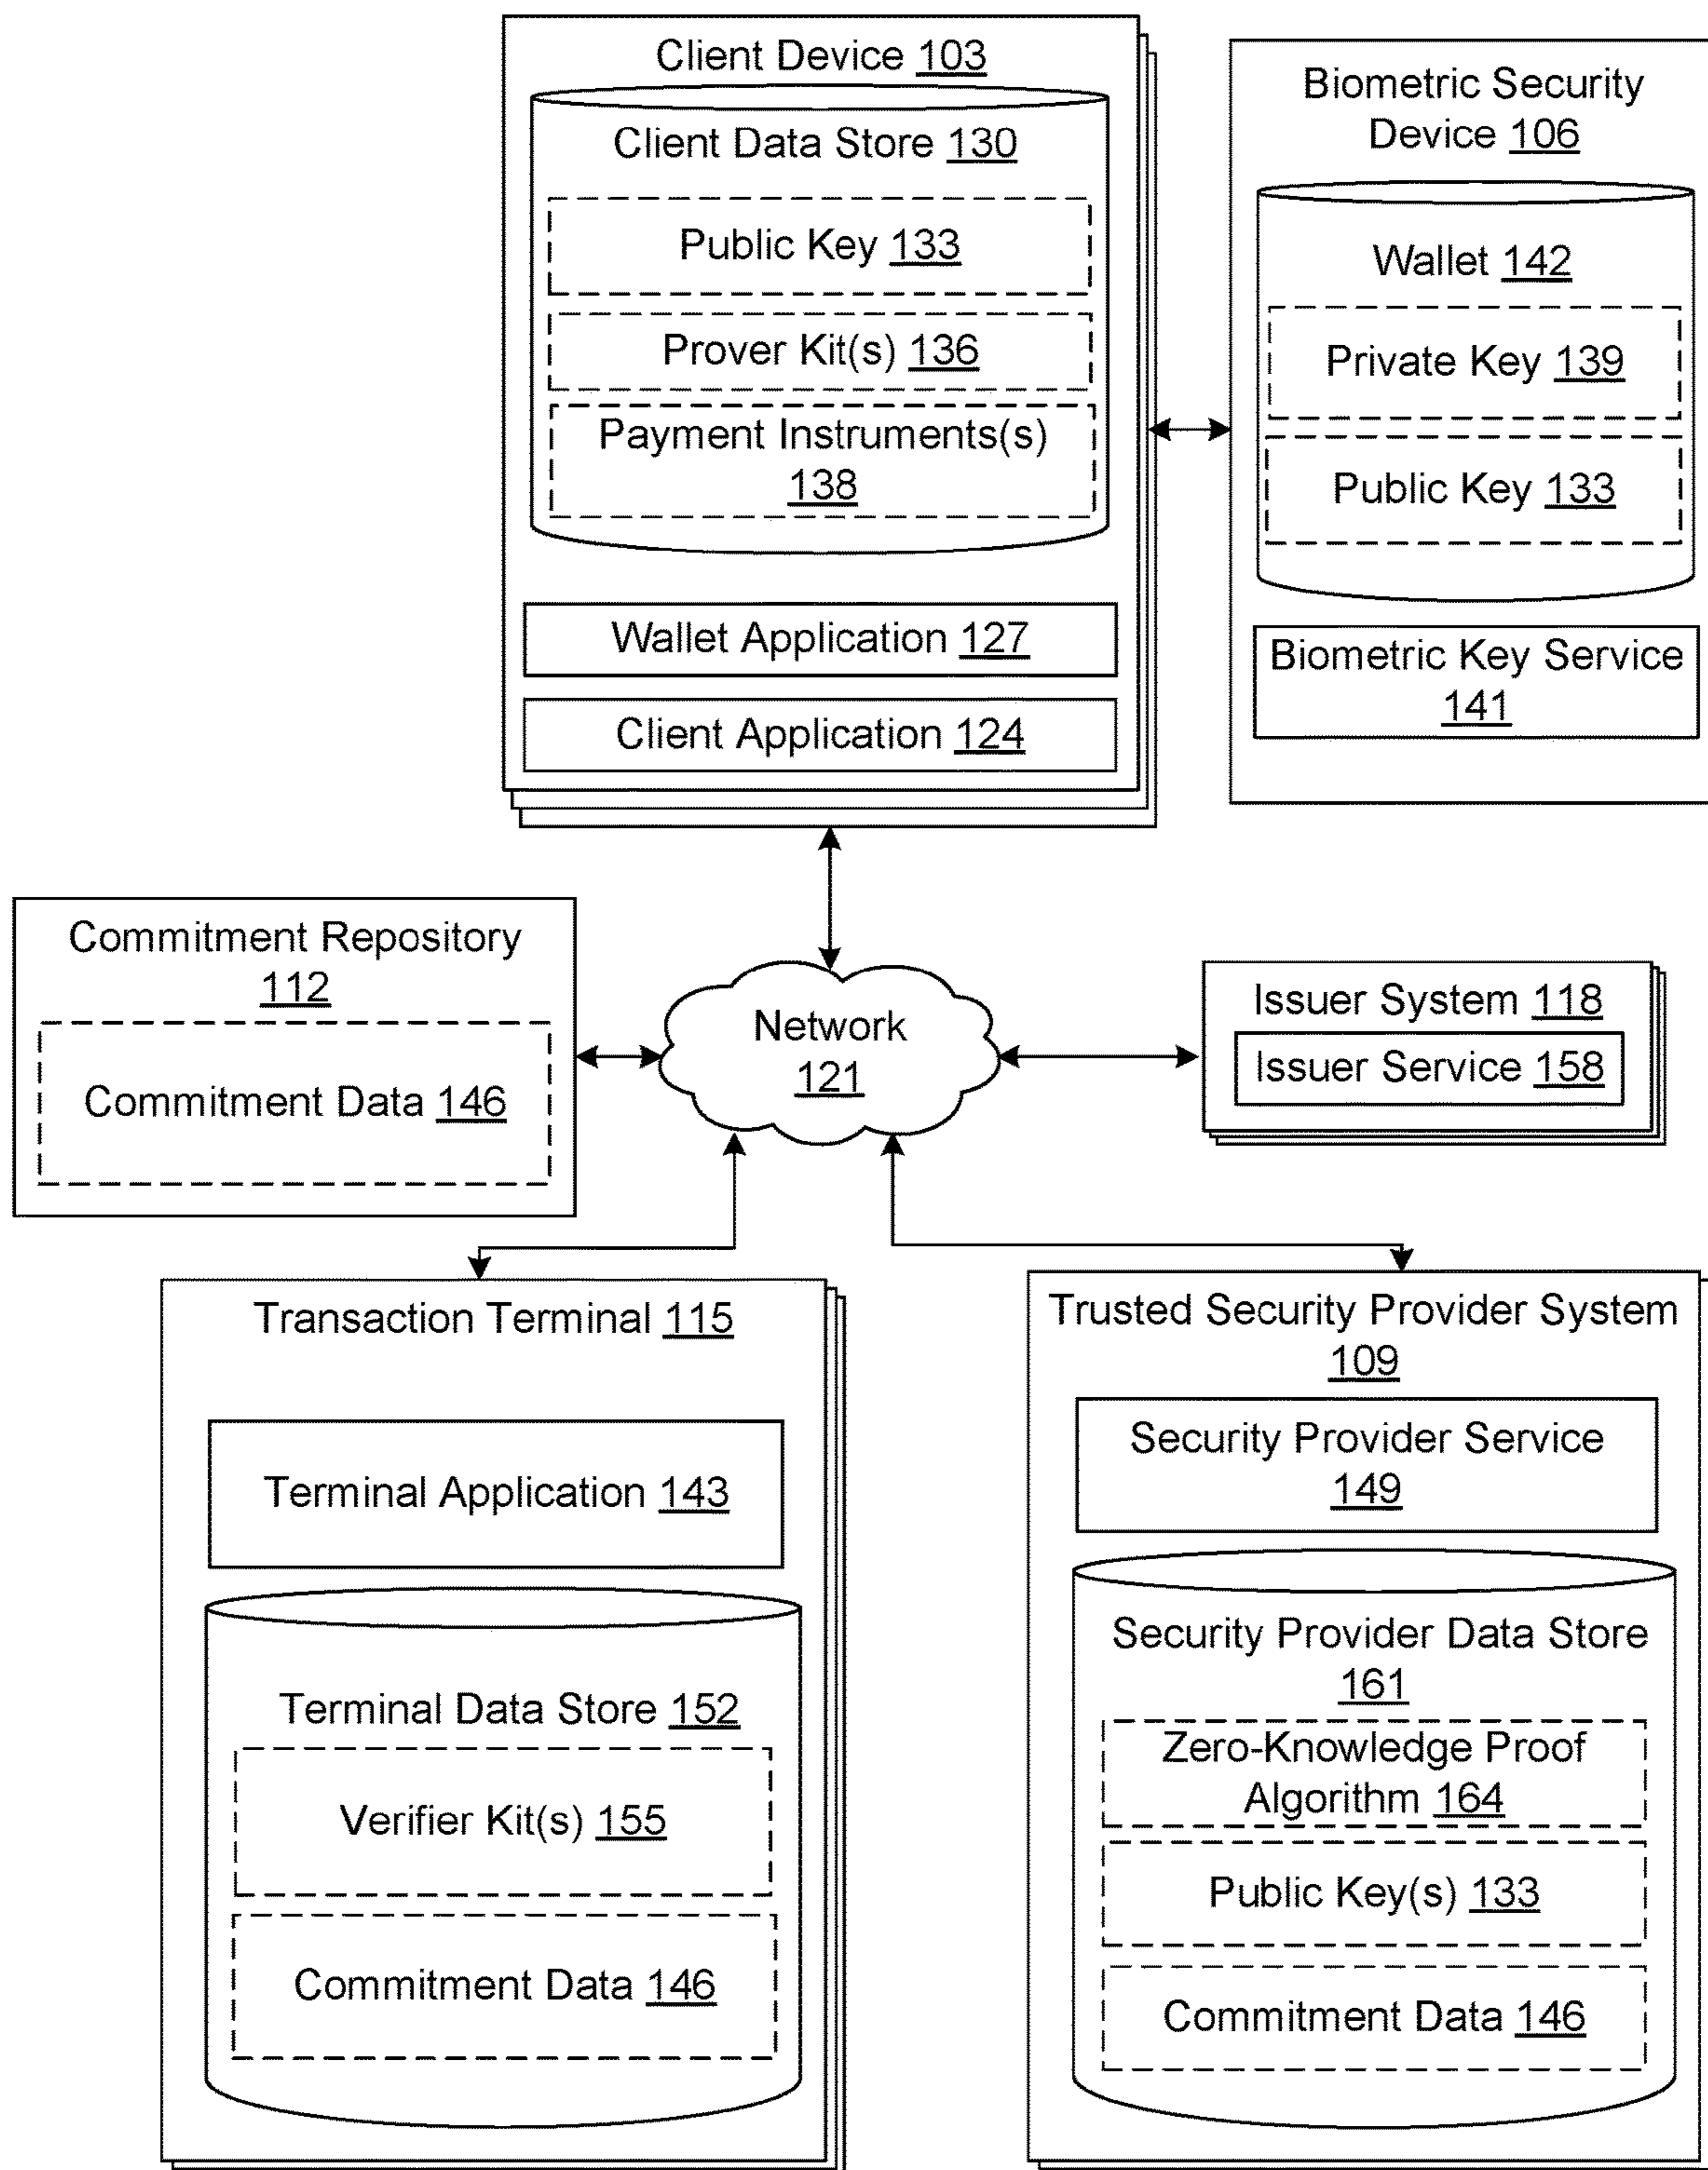 Client Device 103
Client Data Store 130
Public Key 133
Prover Kit(s) 136
Payment Instruments(s)
138
Wallet Application 127
Client Application 124
Biometric Security
Device 106
Wallet 142
Private Key 139
Public Key 133
Biometric Key Service
141
Commitment Repository
112
Commitment Data 146
Network
121
Issuer System 118
Issuer Service 158
Transaction Terminal 115
Terminal Application 143
Terminal Data Store 152
Verifier Kit(s) 155
Commitment Data 146
Trusted Security Provider System
109
Security Provider Service
149
Security Provider Data Store
161
Zero-Knowledge Proof
Algorithm 164
Public Key(s) 133
Commitment Data 146